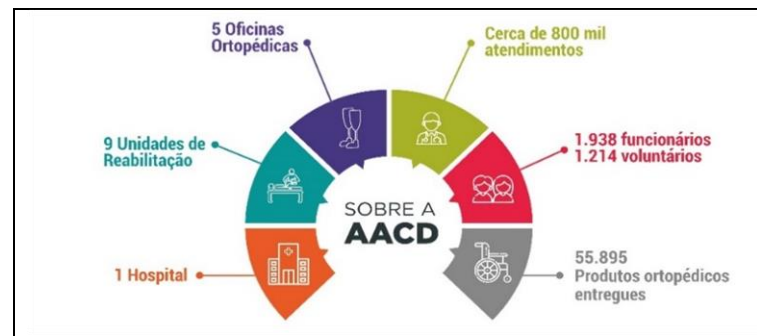 5 Oficinas
Ortopédicas
Cerca de 800 mil
atendimentos
9 Unidades de
Reabilitação
1.938 funcionários
1.214 voluntários
SOBRE A
AACD
1 Hospital
55.895
Produtos ortopédicos
entregues